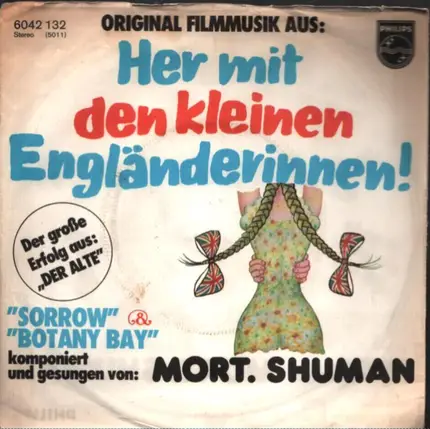 6042 132
Stereo (5011)
ORIGINAL FILMMUSIK AUS:
PHILIPS
Her mit
den kleinen
Engländerinnen!
Der große
Erfolg aus:
„DER ALTE"
"SORROW" &
"BOTANY BAY"
komponiert
und gesungen von:
MORT. SHUMAN